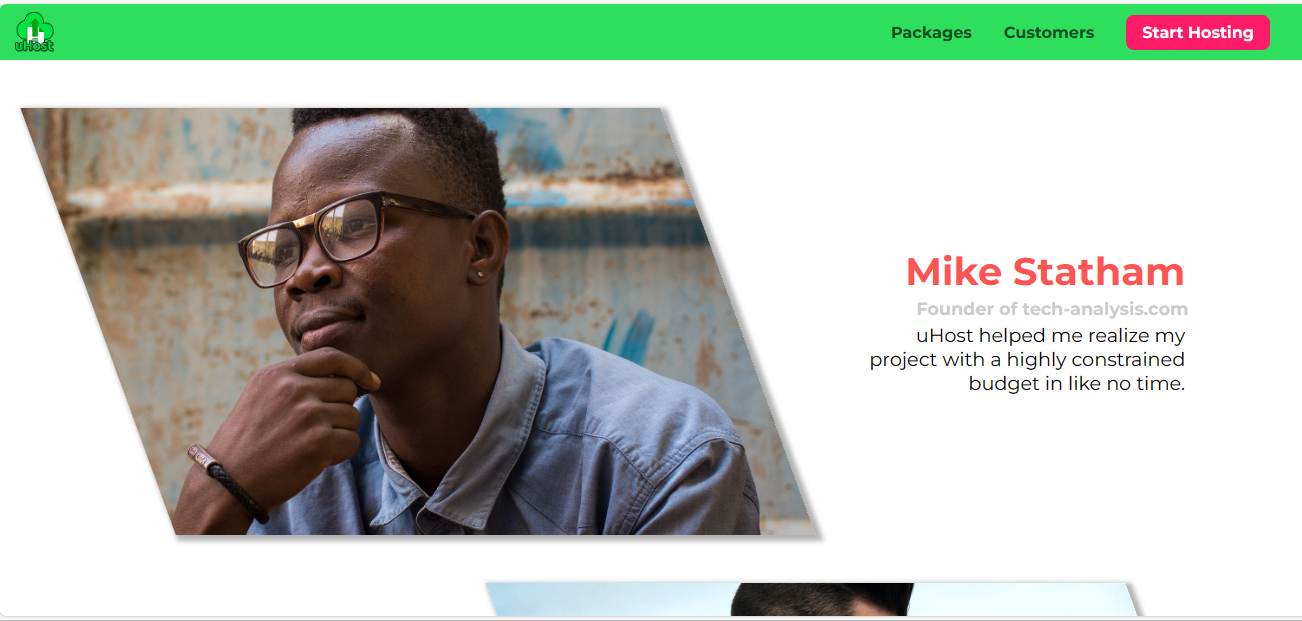 uHost
Packages
Customers
Start Hosting
Mike Statham
Founder of tech-analysis.com
uHost helped me realize my
project with a highly constrained
budget in like no time.